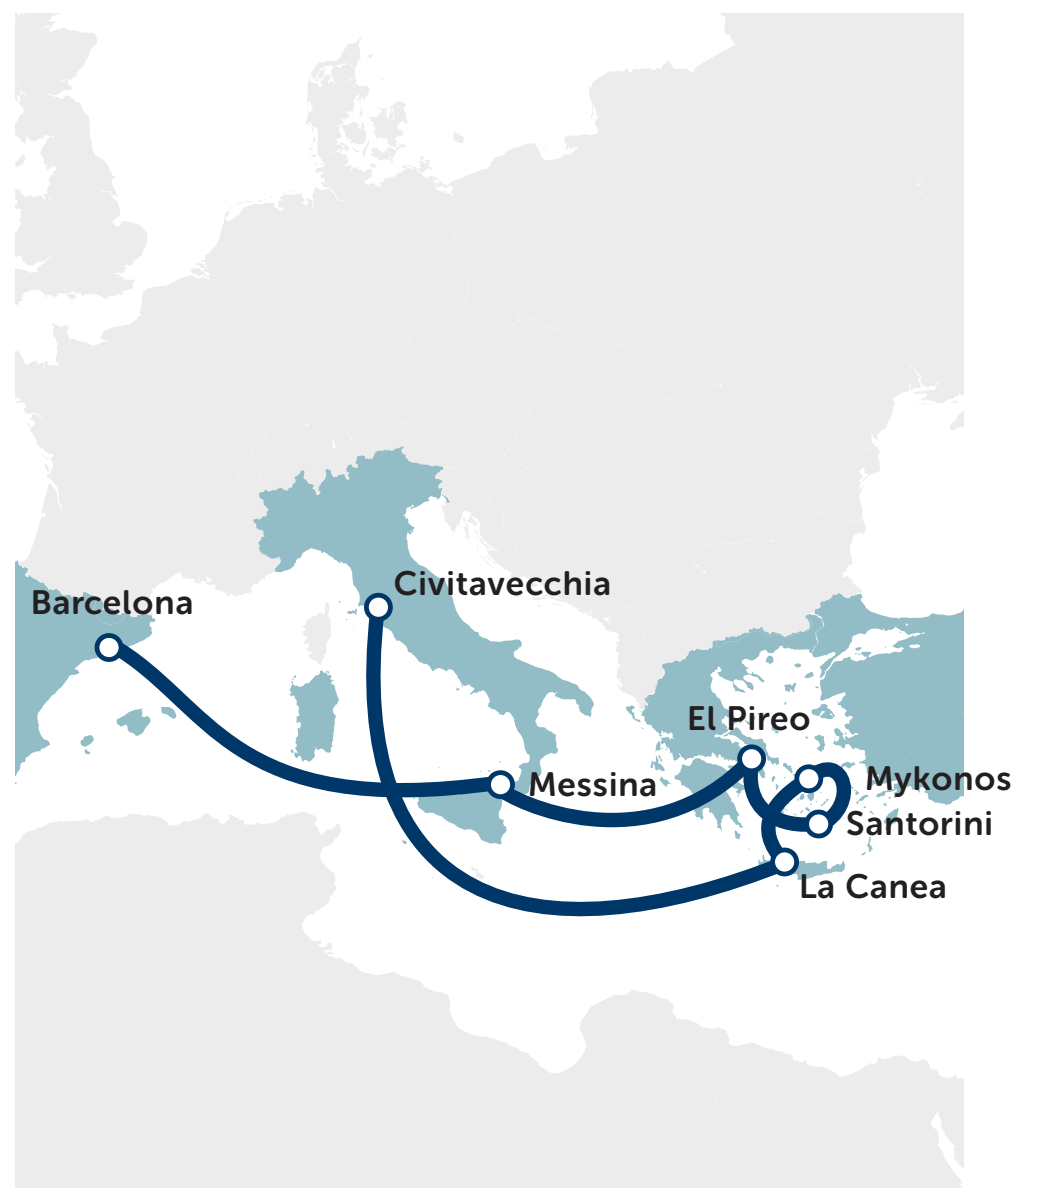 Civitavecchia
Barcelona
El Pireo
Mykonos
Messina
Santorini
La Canea